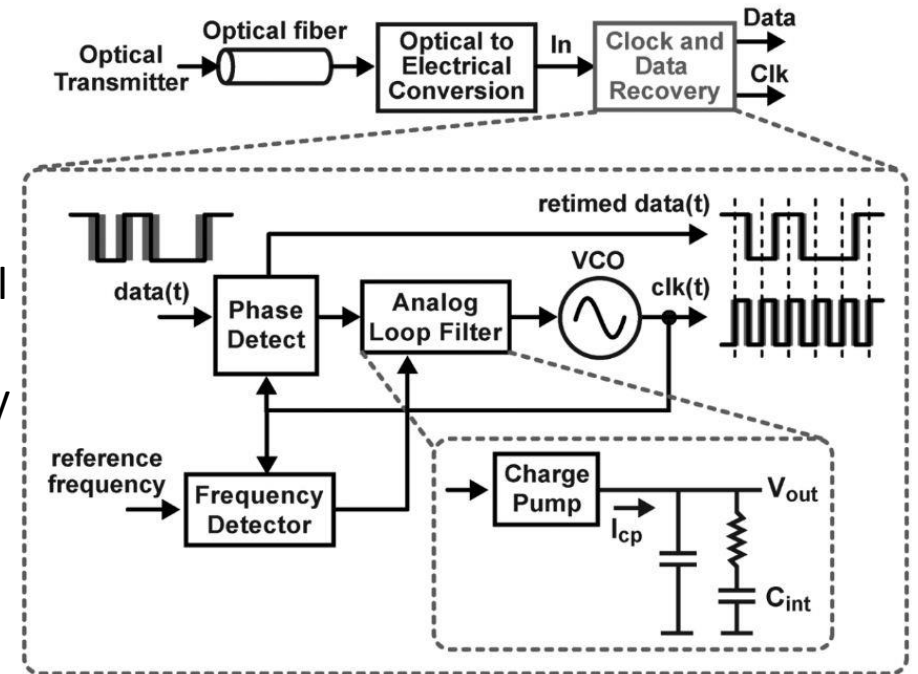 Optical
Transmitter
Optical fiber
Optical to
Electrical
Conversion
In
Clock and
Data
Recovery
Data
Clk
retimed data(t)
data(t)
Phase
Detect
Analog
Loop Filter
VCO
clk(t)
reference
frequency
Frequency
Detector
Charge
Pump
Icp
Vout
Cint